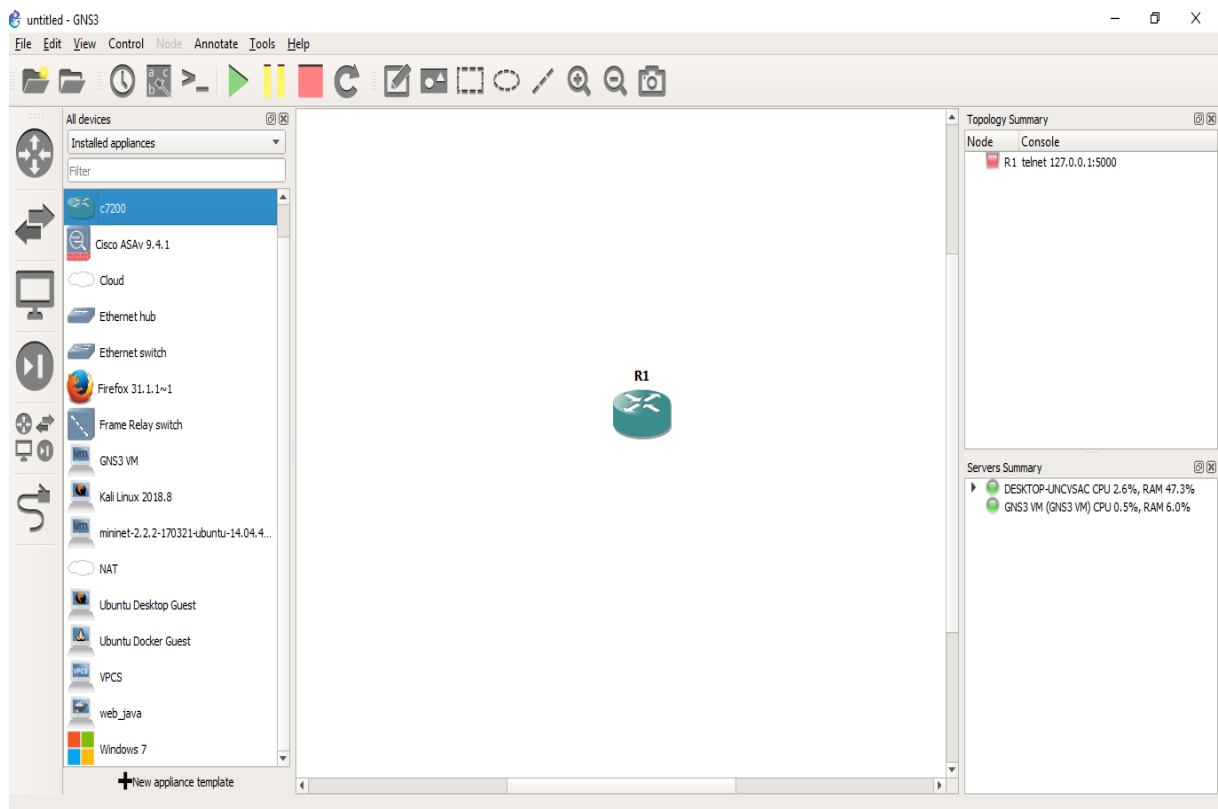 untitled - GNS3
File Edit View Control Node Annotate Tools Help
All devices
Installed appliances
Filter
c7200
Cisco ASAv 9.4.1
Cloud
Ethernet hub
Ethernet switch
Firefox 31.1.1~1
Frame Relay switch
Vm
GNS3 VM
Kali Linux 2018.8
Vm
mininet-2.2.2-170321-ubuntu-14.04.4...
NAT
Ubuntu Desktop Guest
Ubuntu Docker Guest
VPCS
VPCS
web_java
Windows 7
New appliance template
R1
Topology Summary
Node Console
R1 telnet 127.0.0.1:5000
Servers Summary
DESKTOP-UNCVSAC CPU 2.6%, RAM 47.3%
GNS3 VM (GNS3 VM) CPU 0.5%, RAM 6.0%